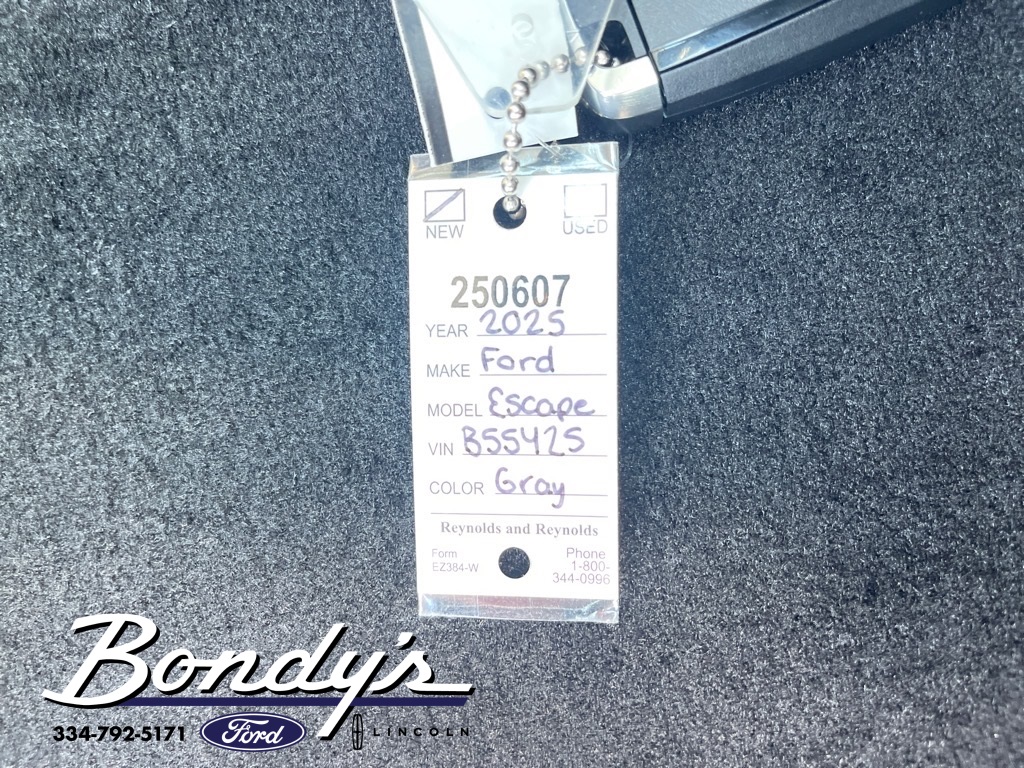 NEW USED
250607
YEAR 2025
MAKE Ford
MODEL Escape
VIN B55425
COLOR Gray
Reynolds and Reynolds
Form
EZ384-W
Phone
1-800-
344-0996
Bondy's
334-792-5171 Ford LINCOLN